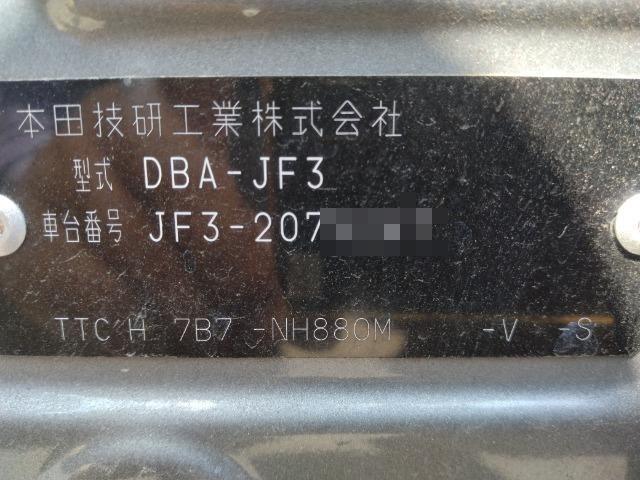 本田技研工業株式会社
型式 DBA-JF3
車台番号 JF3-207
TTC H 7B7 -NH880M -V -S